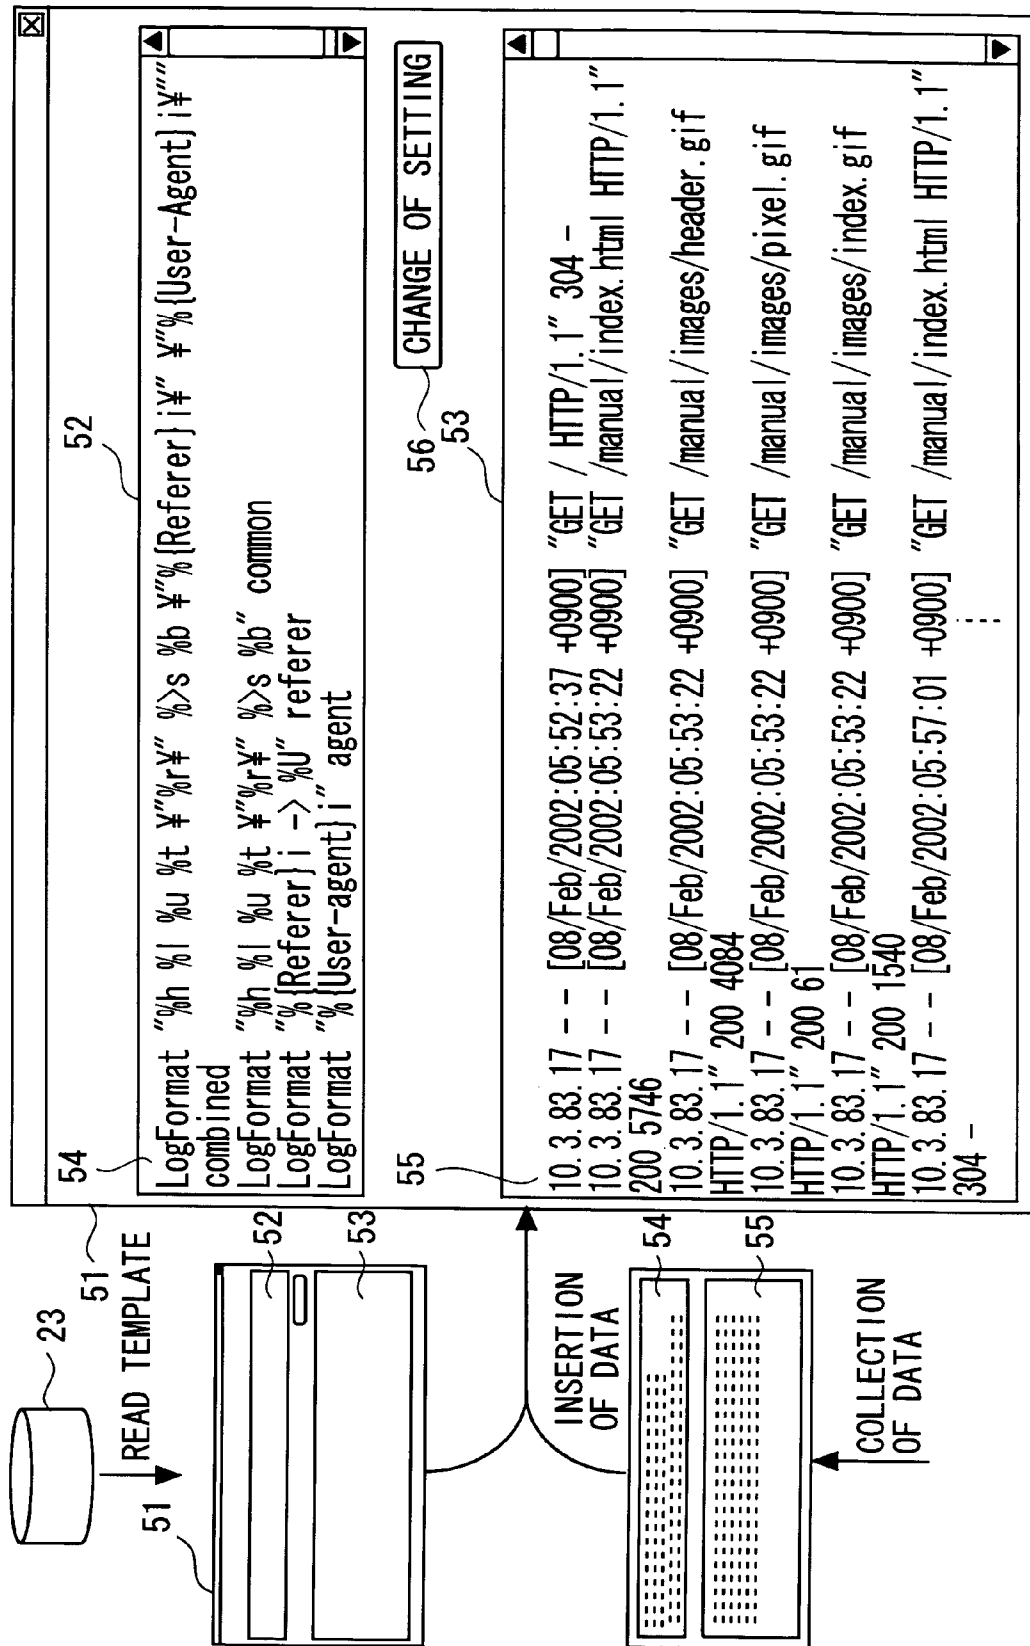 23
READ TEMPLATE
51
52
53
INSERTION
OF DATA
54
55
COLLECTION
OF DATA
51
52
54
LogFormat ″%h %l %u %t ¥″%r¥″ %>s %b ¥″%{Referer}i¥″ ¥″%{User-Agent}i¥″″
combined
LogFormat ″%h %l %u %t ¥″%r¥″ %>s %b″ common
LogFormat ″%{Referer}i -> %U″ referer
LogFormat ″%{User-agent}i″ agent
56
CHANGE OF SETTING
53
55
10.3.83.17 - - [08/Feb/2002:05:52:37 +0900] ″GET / HTTP/1.1″ 304 -
10.3.83.17 - - [08/Feb/2002:05:53:22 +0900] ″GET /manual/index.html HTTP/1.1″
200 5746
10.3.83.17 - - [08/Feb/2002:05:53:22 +0900] ″GET /manual/images/header.gif
HTTP/1.1″ 200 4084
10.3.83.17 - - [08/Feb/2002:05:53:22 +0900] ″GET /manual/images/pixel.gif
HTTP/1.1″ 200 61
10.3.83.17 - - [08/Feb/2002:05:53:22 +0900] ″GET /manual/images/index.gif
HTTP/1.1″ 200 1540
10.3.83.17 - - [08/Feb/2002:05:57:01 +0900] ″GET /manual/index.html HTTP/1.1″
304 -